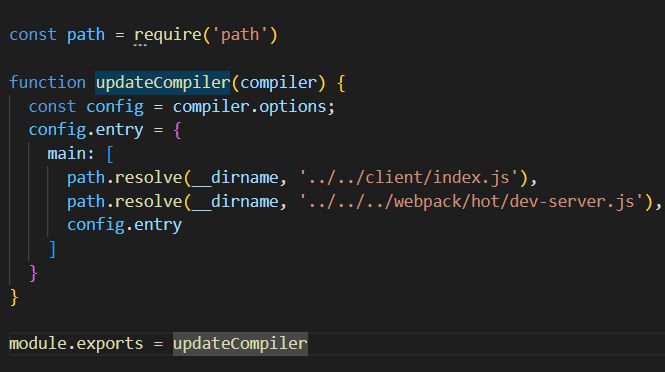 const path = require('path')

function updateCompiler(compiler) {
  const config = compiler.options;
  config.entry = {
    main: [
      path.resolve(__dirname, '../../client/index.js'),
      path.resolve(__dirname, '../../../webpack/hot/dev-server.js'),
      config.entry
    ]
  }
}

module.exports = updateCompiler